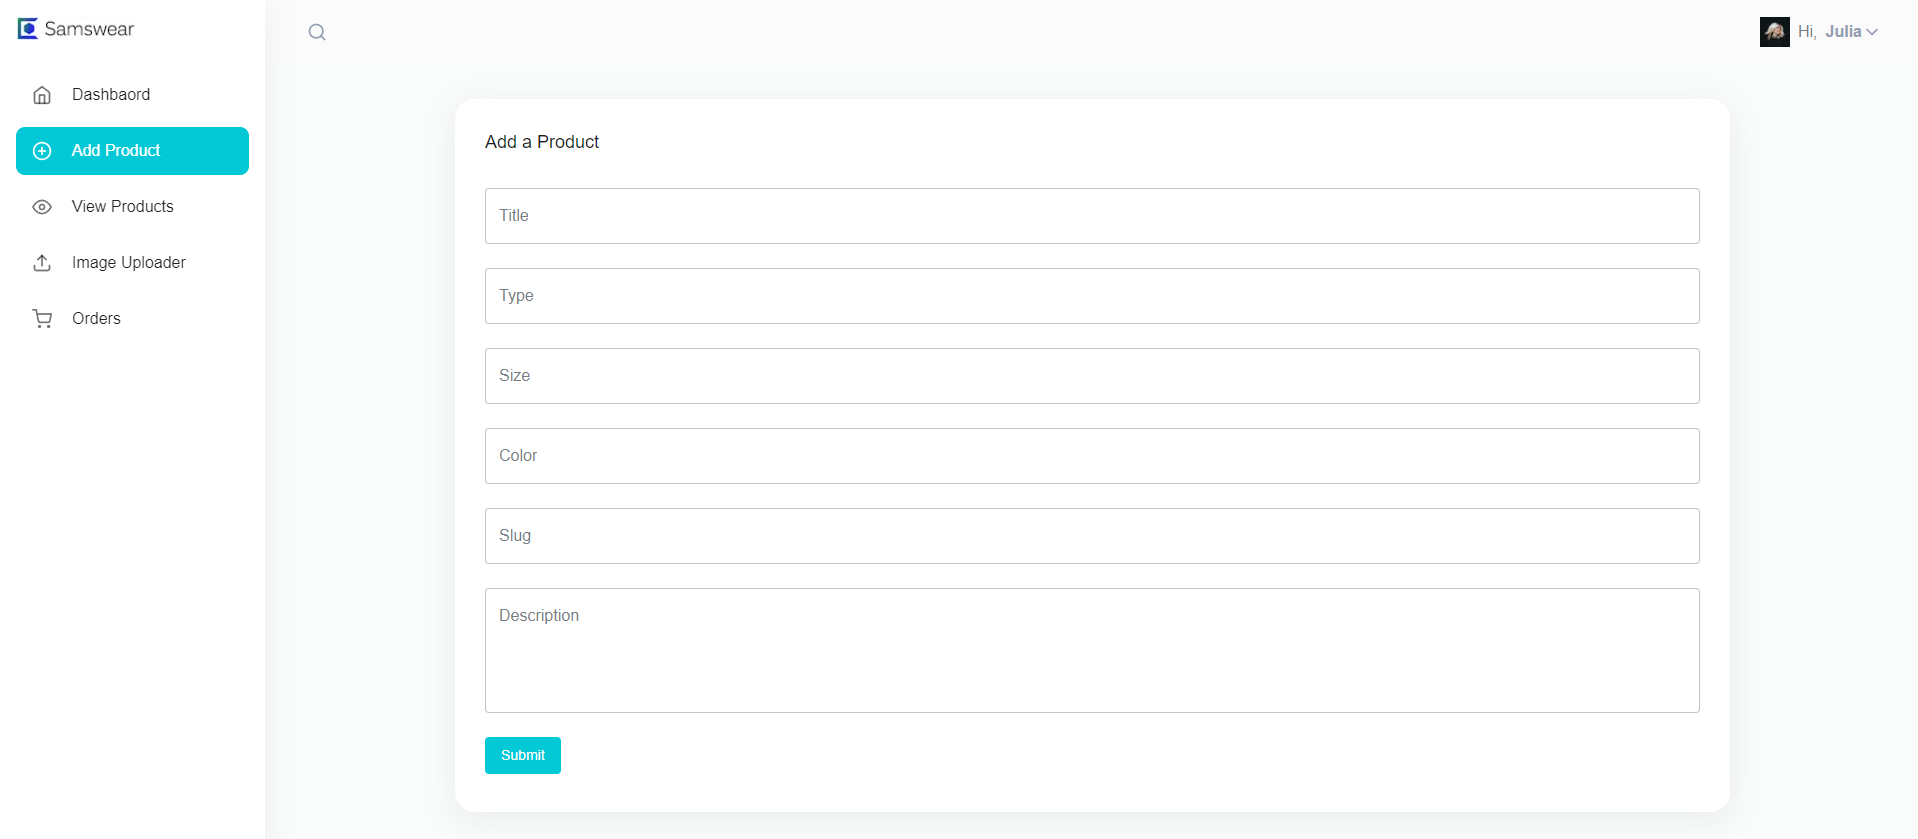 Samswear
Dashbaord
Add Product
View Products
Image Uploader
Orders
Hi, Julia
Add a Product
Title
Type
Size
Color
Slug
Description
Submit